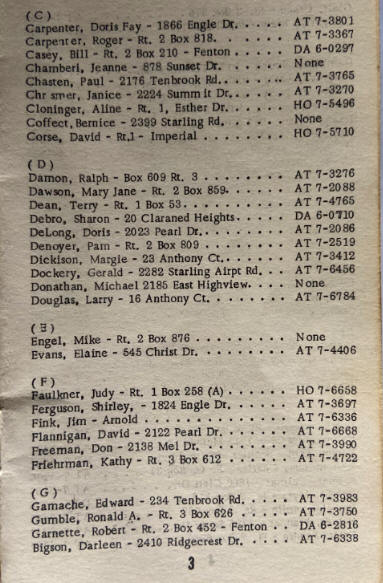 ( C )
Carpenter, Doris Fay - 1866 Engle Dr. . . . . . AT 7-3801
Carpenter, Roger - Rt. 2 Box 818. . . . . . . . AT 7-3367
Casey, Bill - Rt. 2 Box 210 - Fenton . . . . . . DA 6-0297
Chamberi, Jeanne - 878 Sunset Dr. . . . . . . None
Chasten, Paul - 2176 Tenbrook Rd. . . . . . . AT 7-3765
Chr smer, Janice - 2224 Summit Dr. . . . . . . AT 7-3270
Cloninger, Aline - Rt. 1, Esther Dr. . . . . . . HO 7-5496
Coffect, Bernice - 2399 Starling Rd. . . . . . . None
Corse, David - Rt.1 - Imperial . . . . . . . . . HO 7-5710
( D )
Damon, Ralph - Box 609 Rt. 3 . . . . . . . . . AT 7-3276
Dawson, Mary Jane - Rt. 2 Box 859. . . . . . . AT 7-2088
Dean, Terry - Rt. 1 Box 53. . . . . . . . . . . AT 7-4765
Debro, Sharon - 20 Claraned Heights. . . . . . DA 6-0710
DeLong, Doris - 2023 Pearl Dr. . . . . . . . . AT 7-2086
Denoyer, Pam - Rt. 2 Box 809 . . . . . . . . . AT 7-2519
Dickison, Margie - 23 Anthony Ct. . . . . . . . AT 7-3412
Dockery, Gerald - 2282 Starling Airpt Rd. . . . AT 7-6456
Donathan, Michael 2185 East Highview. . . . . None
Douglas, Larry - 16 Anthony Ct. . . . . . . . . AT 7-6784
( E )
Engel, Mike - Rt. 2 Box 876 . . . . . . . . . . None
Evans, Elaine - 545 Christ Dr. . . . . . . . . . AT 7-4406
( F )
Faulkner, Judy - Rt. 1 Box 258 (A) . . . . . . . HO 7-6658
Ferguson, Shirley, - 1824 Engle Dr. . . . . . . AT 7-3697
Fink, Jim - Arnold . . . . . . . . . . . . . . . AT 7-6336
Flannigan, David - 2122 Pearl Dr. . . . . . . . AT 7-6668
Freeman, Don - 2138 Mel Dr. . . . . . . . . . AT 7-3990
Friehrman, Kathy - Rt. 3 Box 612 . . . . . . . AT 7-4722
( G )
Gamache, Edward - 234 Tenbrook Rd. . . . . . AT 7-3983
Gumble, Ronald A. - Rt. 3 Box 626 . . . . . . AT 7-3750
Garnette, Robert - Rt. 2 Box 452 - Fenton . . DA 6-2816
Bigson, Darleen - 2410 Ridgecrest Dr. . . . . . AT 7-6338
3